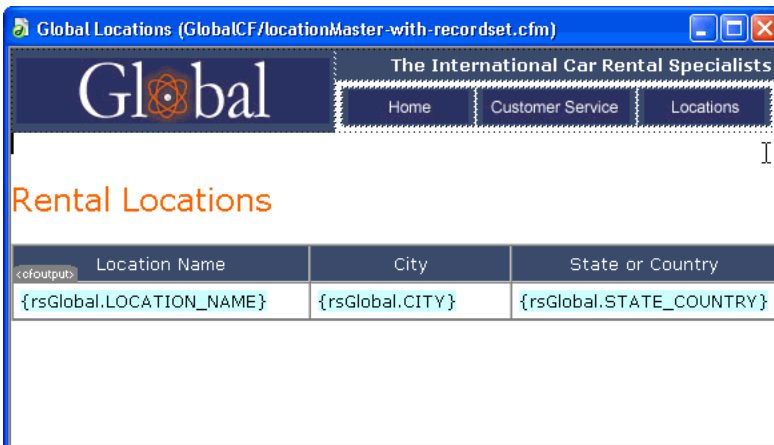 Global Locations (GlobalCF/locationMaster-with-recordset.cfm)
Global
The International Car Rental Specialists
Home Customer Service Locations
Rental Locations
<cfoutput>
Location Name City State or Country
{rsGlobal.LOCATION_NAME} {rsGlobal.CITY} {rsGlobal.STATE_COUNTRY}